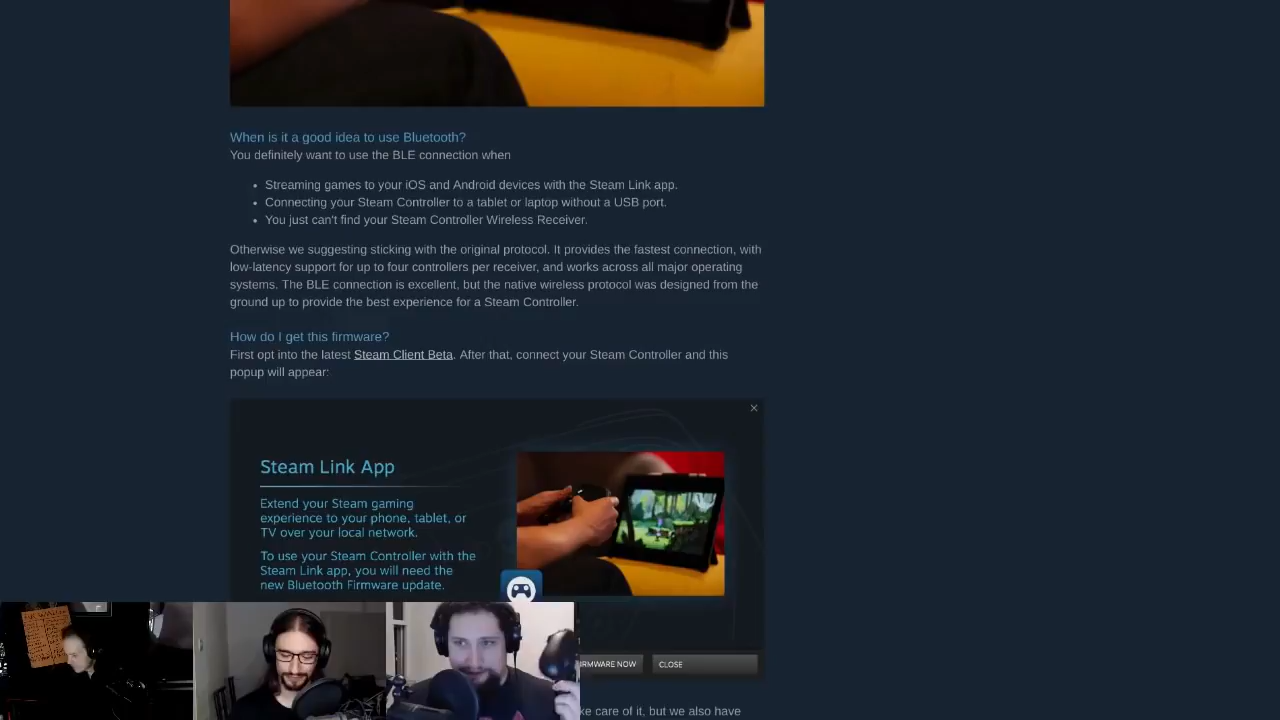 When is it a good idea to use Bluetooth?
You definitely want to use the BLE connection when
• Streaming games to your iOS and Android devices with the Steam Link app.
• Connecting your Steam Controller to a tablet or laptop without a USB port.
• You just can't find your Steam Controller Wireless Receiver.
Otherwise we suggesting sticking with the original protocol. It provides the fastest connection, with
low-latency support for up to four controllers per receiver, and works across all major operating
systems. The BLE connection is excellent, but the native wireless protocol was designed from the
ground up to provide the best experience for a Steam Controller.
How do I get this firmware?
First opt into the latest Steam Client Beta. After that, connect your Steam Controller and this
popup will appear:
Steam Link App
Extend your Steam gaming
experience to your phone, tablet, or
TV over your local network.
To use your Steam Controller with the
Steam Link app, you will need the
new Bluetooth Firmware update.
NOW
CLOSE
care of it, but we also have